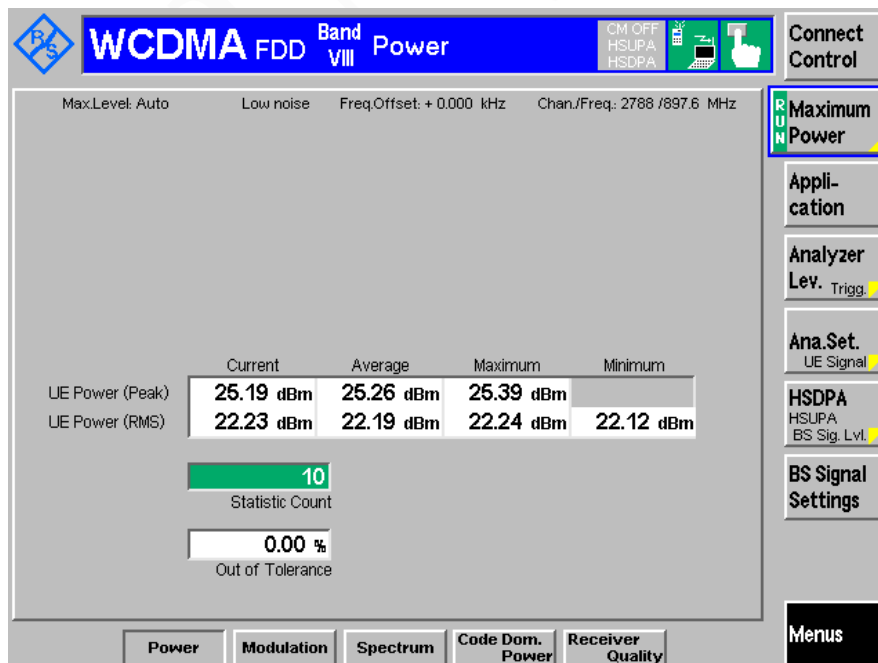 R&S WCDMA FDD Band VIII Power
CM OFF
HSUPA
HSDPA
Connect Control
Max.Level: Auto Low noise Freq.Offset: + 0.000 kHz Chan./Freq.: 2788 /897.6 MHz
RUN
Maximum Power
Appli-
cation
Analyzer
Lev. Trigg.
Ana.Set.
UE Signal
HSDPA
HSUPA
BS Sig. Lvl.
BS Signal
Settings
Current Average Maximum Minimum
UE Power (Peak) 25.19 dBm 25.26 dBm 25.39 dBm
UE Power (RMS) 22.23 dBm 22.19 dBm 22.24 dBm 22.12 dBm
10
Statistic Count
0.00 %
Out of Tolerance
Power Modulation Spectrum Code Dom. Power Receiver Quality
Menus